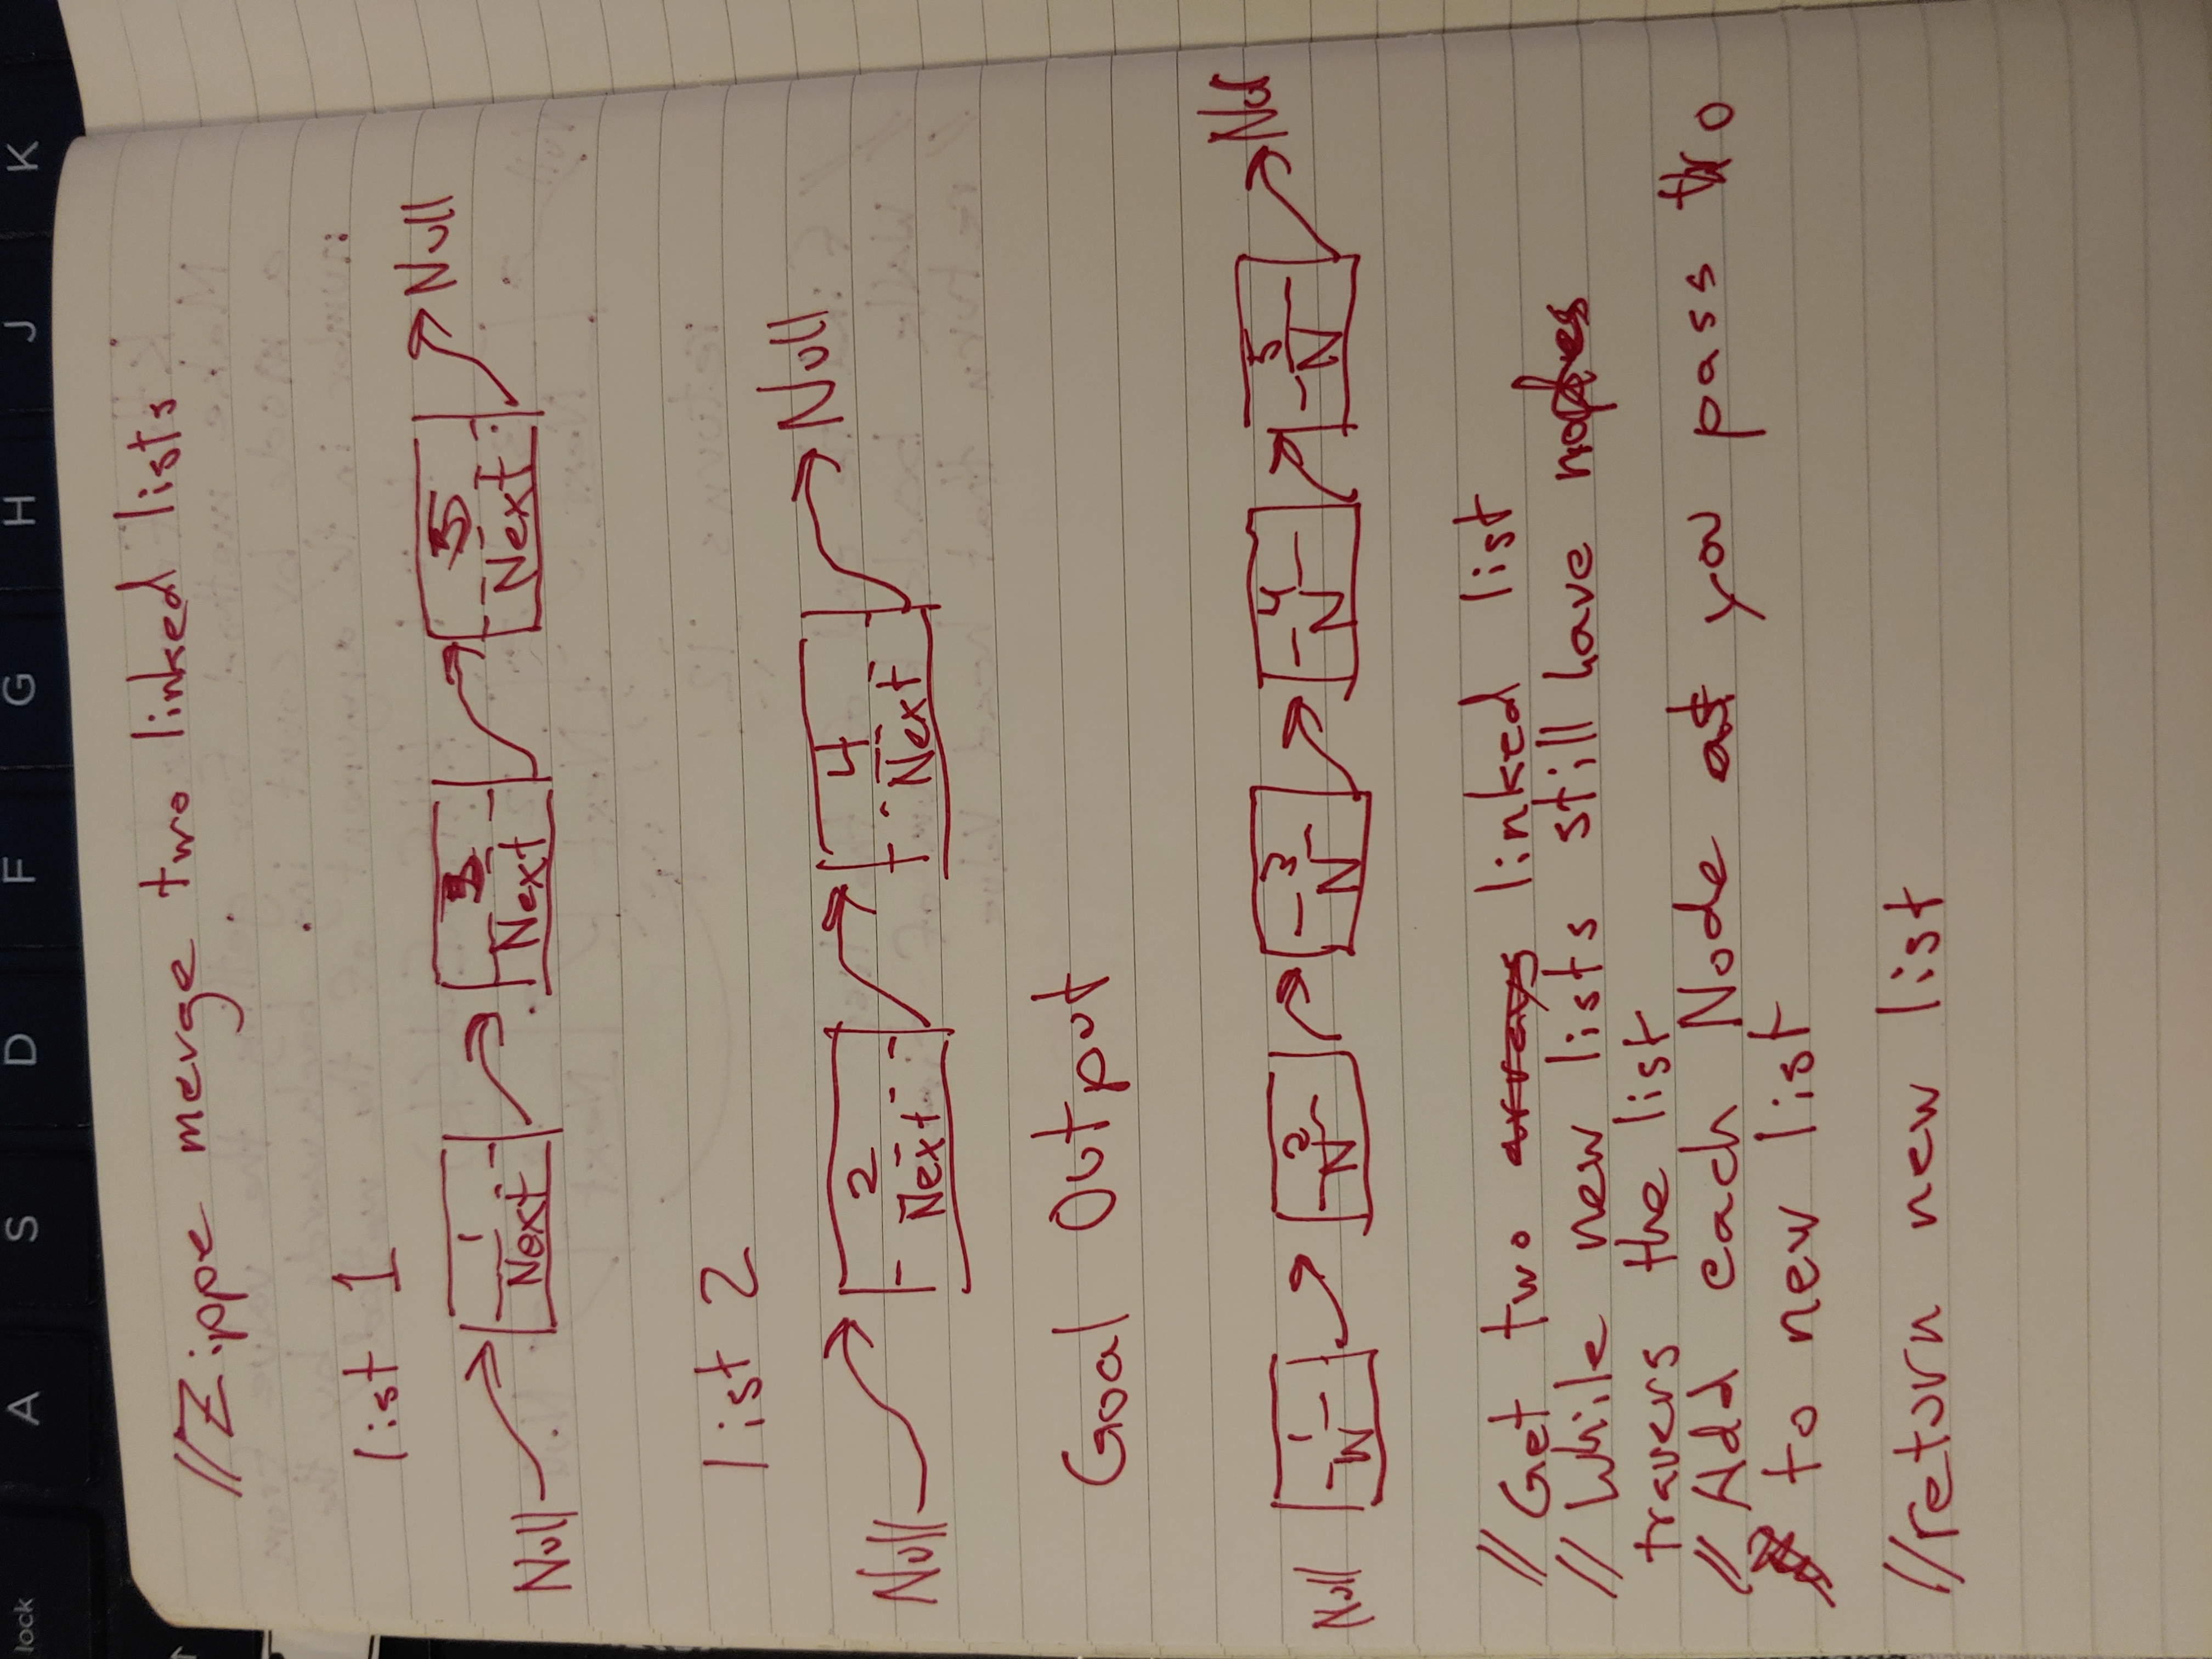 //Zippe merge two linked lists
list 1
Null 1 Next 3 Next 5 Next Null
list 2
Null 2 Next 4 Next Null
Goal Output
Null 1 N 2 N 3 N 4 N 5 N Nul
// Get two arrays linked list
// While new lists still have nodes
travers the list
// Add each Node as you pass
to new list
//return new list
lock A S D F G H J K